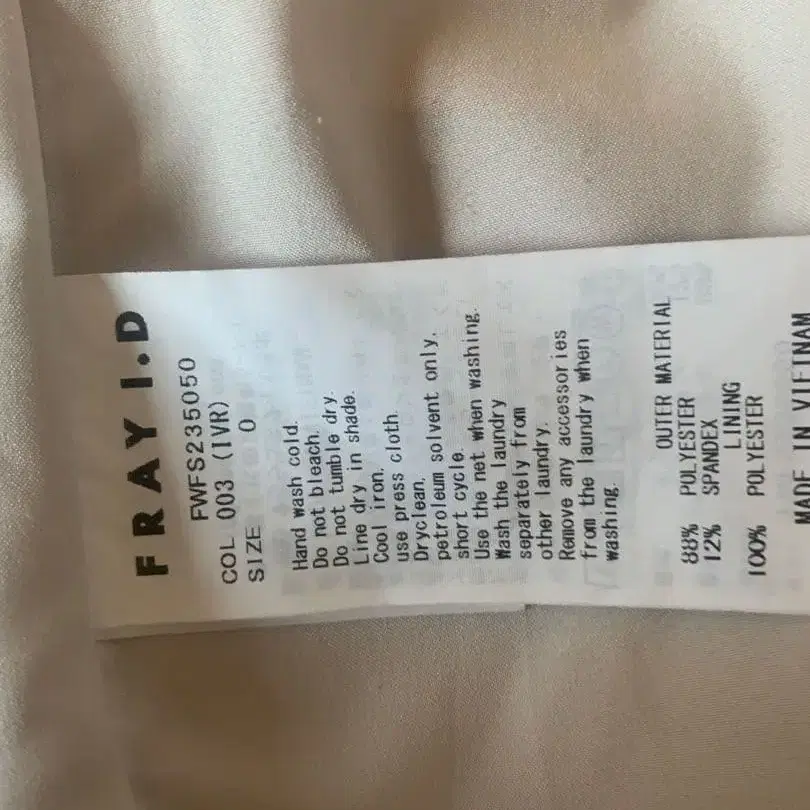 FRAY I.D
FWFS235050
COL 003 (IVR)
SIZE 0
Hand wash cold.
Do not bleach.
Do not tumble dry.
Line dry in shade.
Cool iron,
use press cloth.
Dryclean,
petroleum solvent only,
short cycle.
Use the net when washing.
Wash the laundry
separately from
other laundry.
Remove any accessories
from the laundry when
washing.
OUTER MATERIAL
88% POLYESTER
12% SPANDEX
LINING
100% POLYESTER
MADE IN VIETNAM